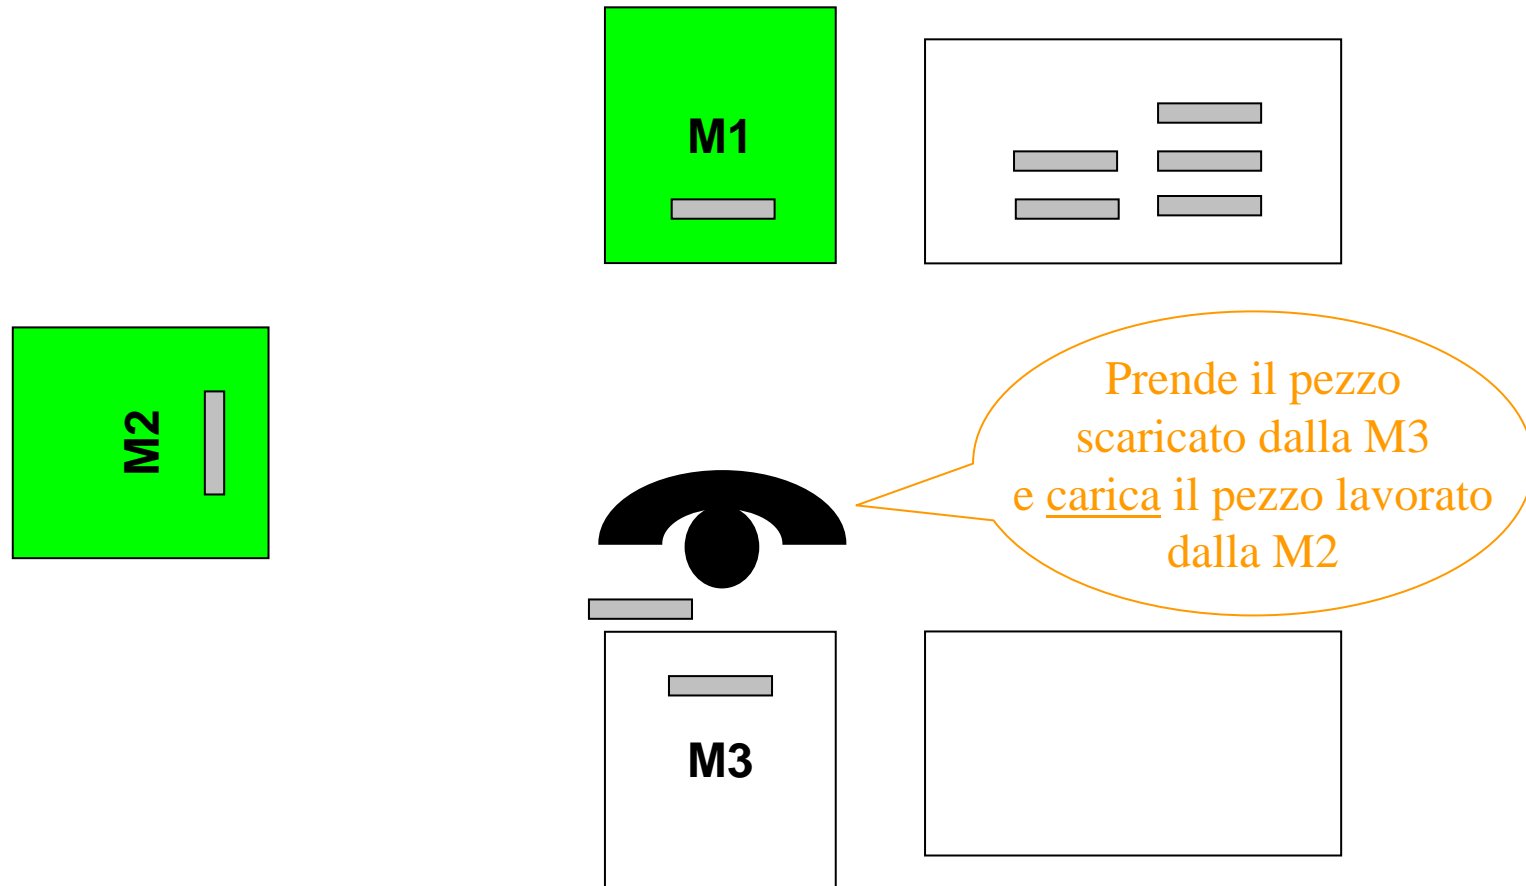 M1
M2
Prende il pezzo
scaricato dalla M3
e carica il pezzo lavorato
dalla M2
M3